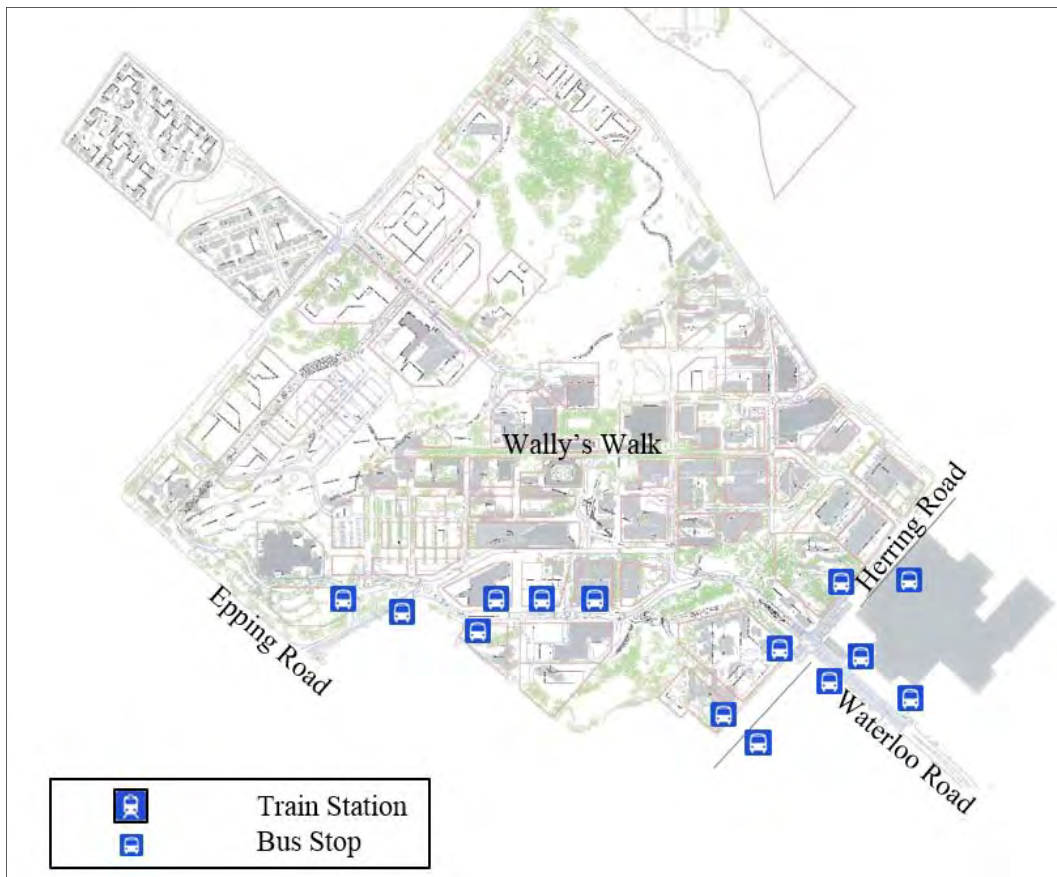 Wally's Walk
Herring Road
Epping Road
Waterloo Road
Train Station
Bus Stop